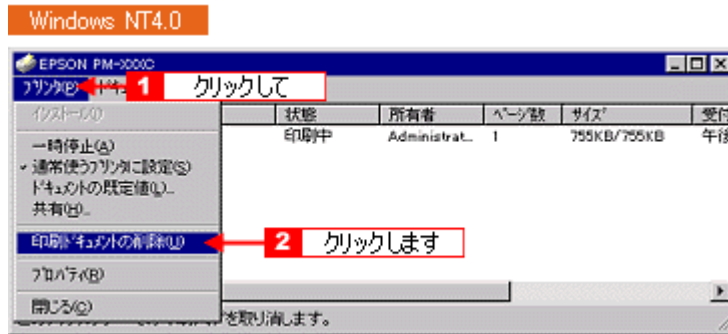 Windows NT4.0
EPSON PM-XXXC
プリンタ(P)
1 クリックして
インストール(I)
状態 所有者 ページ数 サイズ 受付
一時停止(A)
印刷中 Administrat... 1 755KB/755KB 午後
通常使うプリンタに設定(S)
ドキュメントの既定値(L)...
共有(H)...
印刷ドキュメントの削除(U)
2 クリックします
プロパティ(R)
閉じる(C)
を取り消します。